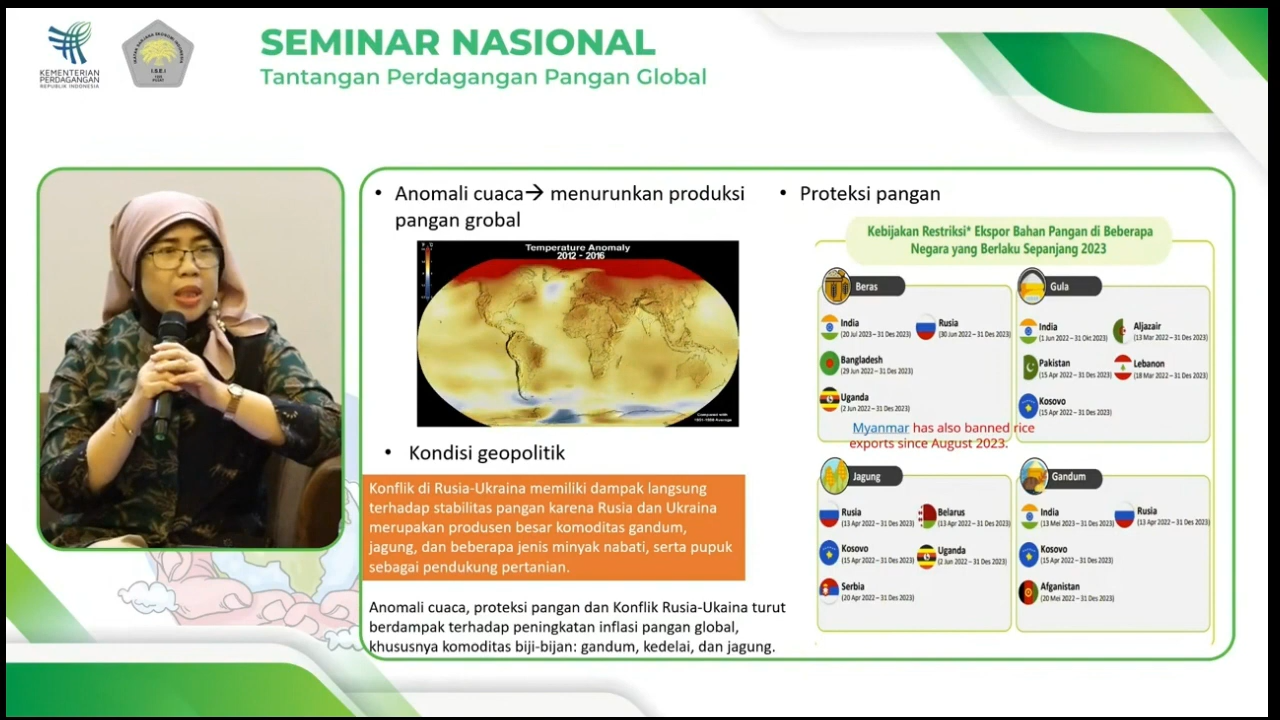 KEMENTERIAN
PERDAGANGAN
REPUBLIK INDONESIA
I.S.E.I
SEMINAR NASIONAL
Tantangan Perdagangan Pangan Global
• Anomali cuaca→ menurunkan produksi
pangan grobal
Temperature Anomaly
2012 - 2016
• Kondisi geopolitik
Konflik di Rusia-Ukraina memiliki dampak langsung
terhadap stabilitas pangan karena Rusia dan Ukraina
merupakan produsen besar komoditas gandum,
jagung, dan beberapa jenis minyak nabati, serta pupuk
sebagai pendukung pertanian.
Anomali cuaca, proteksi pangan dan Konflik Rusia-Ukaina turut
berdampak terhadap peningkatan inflasi pangan global,
khususnya komoditas biji-bijan: gandum, kedelai, dan jagung.
• Proteksi pangan
Kebijakan Restriksi* Ekspor Bahan Pangan di Beberapa
Negara yang Berlaku Sepanjang 2023
Beras
India
(20 Jul 2023 – 31 Des 2023)
Rusia
(30 Jun 2022 – 31 Des 2023)
Bangladesh
(29 Jun 2022 – 31 Des 2023)
Uganda
(2 Jun 2022 – 31 Des 2023)
Gula
India
(1 Jun 2022 – 31 Okt 2023)
Aljazair
(13 Mar 2022 – 31 Des 2023)
Pakistan
(15 Apr 2022 – 31 Des 2023)
Lebanon
(18 Mar 2022 – 31 Des 2023)
Kosovo
(15 Apr 2022 – 31 Des 2023)
Myanmar has also banned rice
exports since August 2023.
Jagung
Rusia
(13 Apr 2022 – 31 Des 2023)
Belarus
(13 Apr 2022 – 31 Des 2023)
Kosovo
(15 Apr 2022 – 31 Des 2023)
Uganda
(2 Jun 2022 – 31 Des 2023)
Serbia
(20 Apr 2022 – 31 Des 2023)
Gandum
India
(13 Mei 2023 – 31 Des 2023)
Rusia
(13 Apr 2022 – 31 Des 2023)
Kosovo
(15 Apr 2022 – 31 Des 2023)
Afganistan
(20 Mei 2022 – 31 Des 2023)